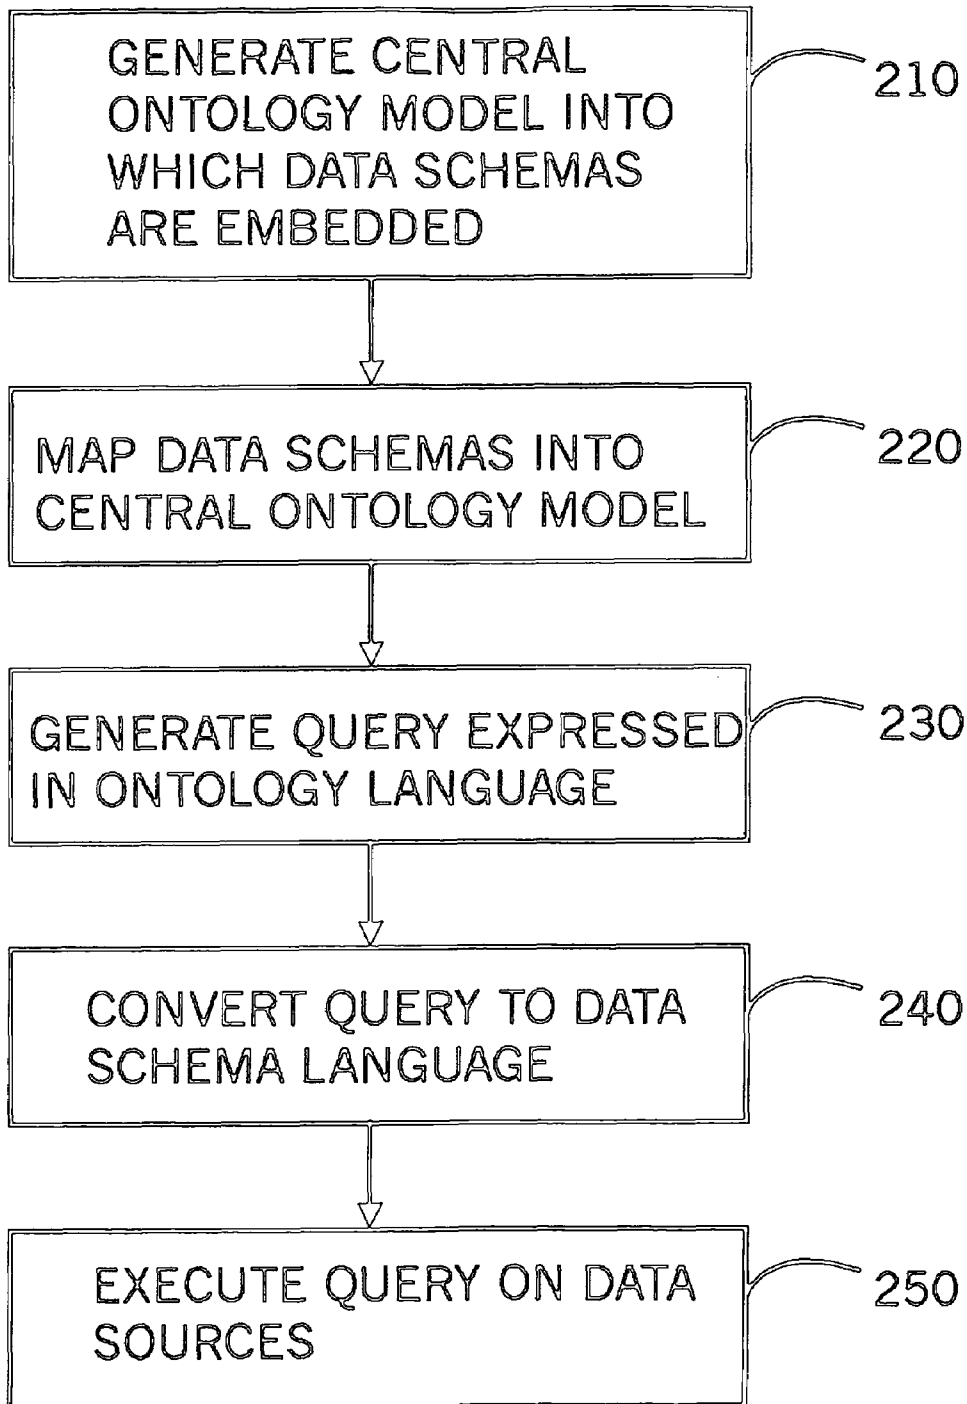 GENERATE CENTRAL
ONTOLOGY MODEL INTO
WHICH DATA SCHEMAS
ARE EMBEDDED
210
MAP DATA SCHEMAS INTO
CENTRAL ONTOLOGY MODEL
220
GENERATE QUERY EXPRESSED
IN ONTOLOGY LANGUAGE
230
CONVERT QUERY TO DATA
SCHEMA LANGUAGE
240
EXECUTE QUERY ON DATA
SOURCES
250